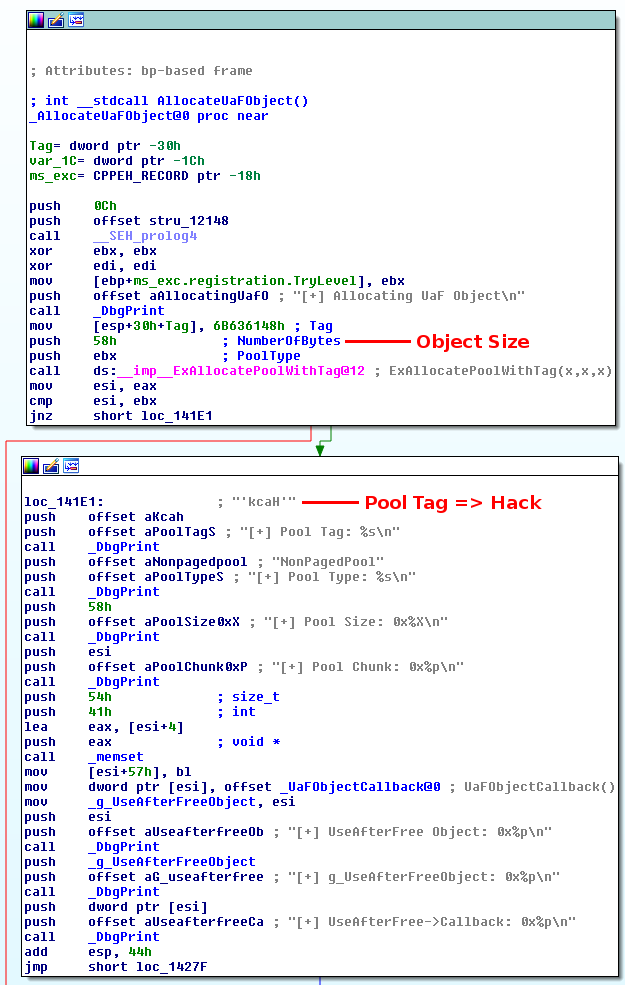 ; Attributes: bp-based frame
; int __stdcall AllocateUaFObject()
_AllocateUaFObject@0 proc near
Tag= dword ptr -30h
var_1C= dword ptr -1Ch
ms_exc= CPPEH_RECORD ptr -18h
push 0Ch
push offset stru_12148
call __SEH_prolog4
xor ebx, ebx
xor edi, edi
mov [ebp+ms_exc.registration.TryLevel], ebx
push offset aAllocatingUafO ; "[+] Allocating UaF Object\n"
call _DbgPrint
mov [esp+30h+Tag], 6B636148h ; Tag
push 58h ; NumberOfBytes Object Size
push ebx ; PoolType
call ds:__imp__ExAllocatePoolWithTag@12 ; ExAllocatePoolWithTag(x,x,x)
mov esi, eax
cmp esi, ebx
jnz short loc_141E1
loc_141E1: ; "'kcaH'" Pool Tag => Hack
push offset aKcah
push offset aPoolTagS ; "[+] Pool Tag: %s\n"
call _DbgPrint
push offset aNonpagedpool ; "NonPagedPool"
push offset aPoolTypeS ; "[+] Pool Type: %s\n"
call _DbgPrint
push 58h
push offset aPoolSize0xX ; "[+] Pool Size: 0x%X\n"
call _DbgPrint
push esi
push offset aPoolChunk0xP ; "[+] Pool Chunk: 0x%p\n"
call _DbgPrint
push 54h ; size_t
push 41h ; int
lea eax, [esi+4]
push eax ; void *
call _memset
mov [esi+57h], bl
mov dword ptr [esi], offset _UaFObjectCallback@0 ; UaFObjectCallback()
mov _g_UseAfterFreeObject, esi
push esi
push offset aUseafterfreeOb ; "[+] UseAfterFree Object: 0x%p\n"
call _DbgPrint
push _g_UseAfterFreeObject
push offset aG_useafterfree ; "[+] g_UseAfterFreeObject: 0x%p\n"
call _DbgPrint
push dword ptr [esi]
push offset aUseafterfreeCa ; "[+] UseAfterFree->Callback: 0x%p\n"
call _DbgPrint
add esp, 44h
jmp short loc_1427F